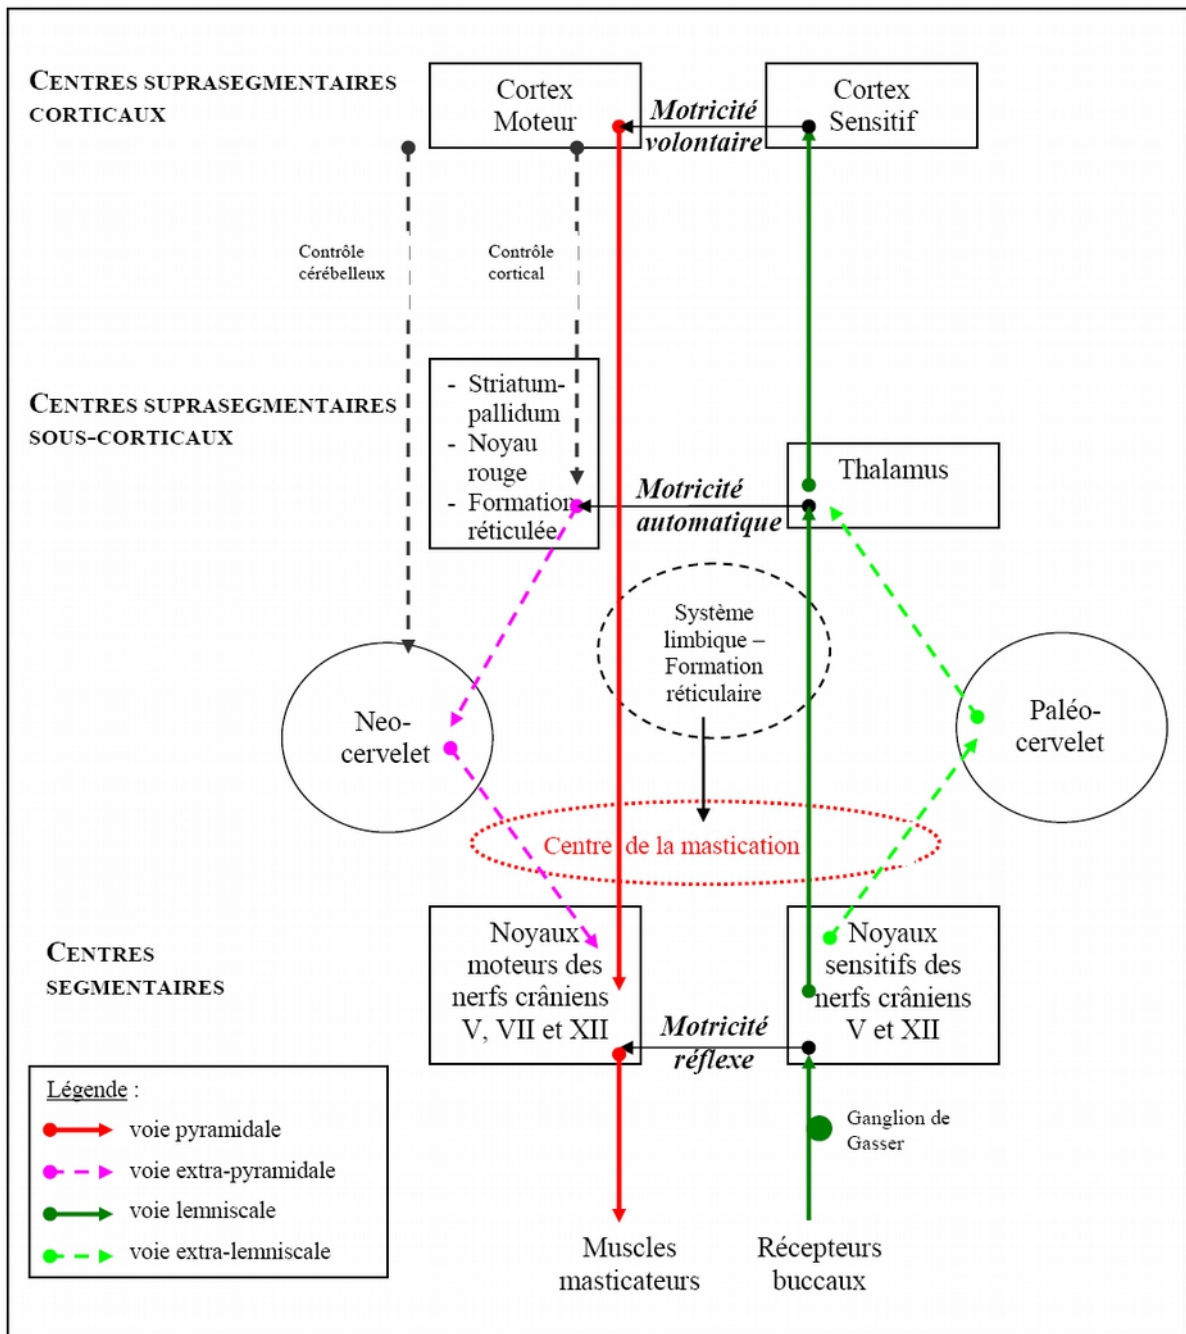 CENTRES SUPRASEGMENTAIRES
CORTICAUX
Cortex
Moteur
Motricité
volontaire
Cortex
Sensitif
Contrôle
cérébelleux
Contrôle
cortical
CENTRES SUPRASEGMENTAIRES
SOUS-CORTICAUX
- Striatum-
pallidum
- Noyau
rouge
- Formation
réticulée
Motricité
automatique
Thalamus
Système
limbique –
Formation
réticulaire
Neo-
cervelet
Paléo-
cervelet
Centre de la mastication
CENTRES
SEGMENTAIRES
Noyaux
moteurs des
nerfs crâniens
V, VII et XII
Motricité
réflexe
Noyaux
sensitifs des
nerfs crâniens
V et XII
Ganglion de
Gasser
Légende :
voie pyramidale
voie extra-pyramidale
voie lemniscale
voie extra-lemniscale
Muscles
masticateurs
Récepteurs
buccaux